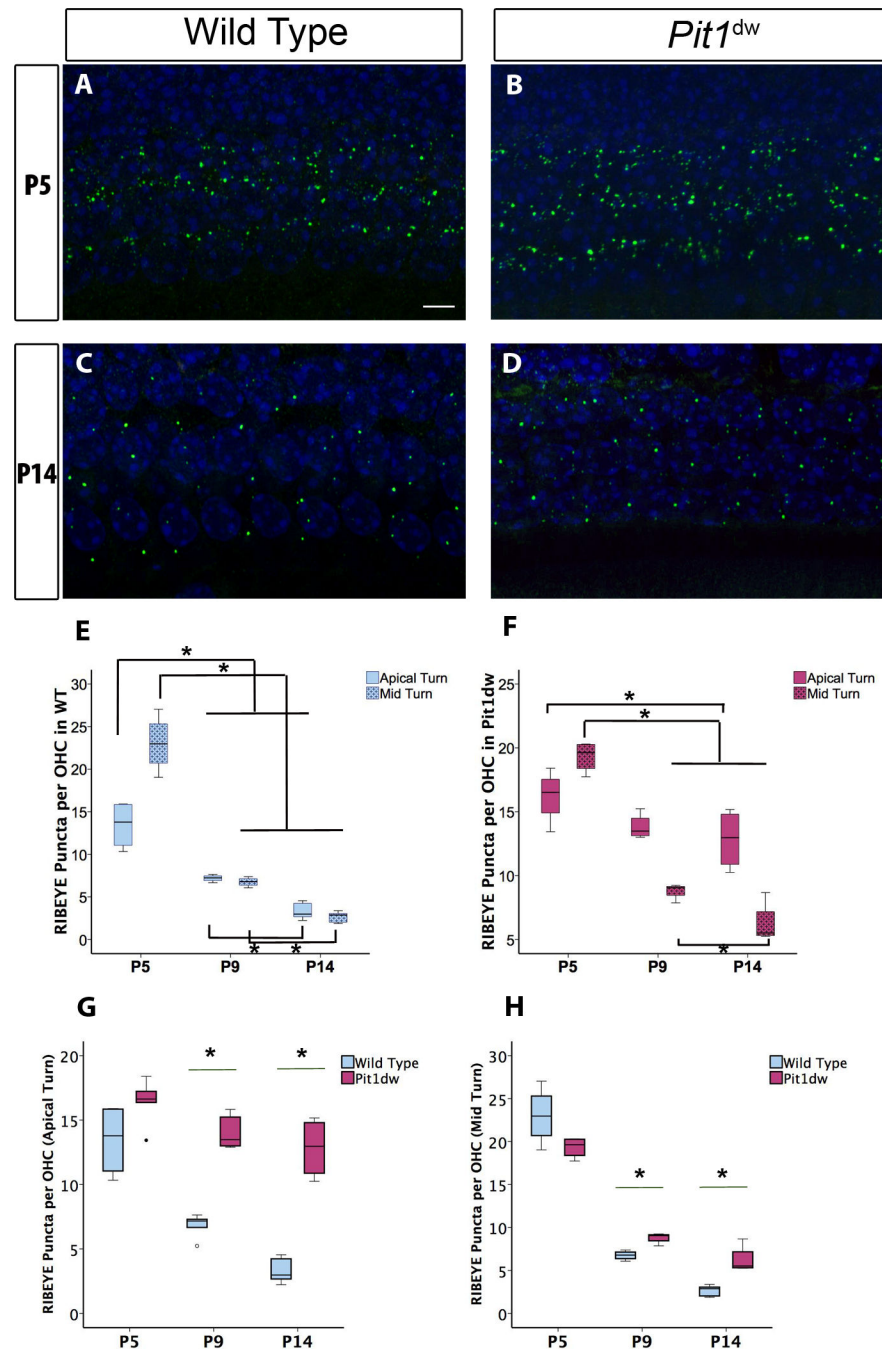 Wild Type
Pit1dw
P5
A
B
P14
C
D
E
F
*
*
*
*
Apical Turn
Mid Turn
Apical Turn
Mid Turn
RIBEYE Puncta per OHC in WT
30
25
20
15
10
5
0
* *
P5 P9 P14
RIBEYE Puncta per OHC in Pit1dw
25
20
15
10
5
*
P5 P9 P14
G
H
* *
Wild Type
Pit1dw
* *
Wild Type
Pit1dw
RIBEYE Puncta per OHC (Apical Turn)
20
15
10
5
0
P5 P9 P14
RIBEYE Puncta per OHC (Mid Turn)
30
25
20
15
10
5
0
P5 P9 P14